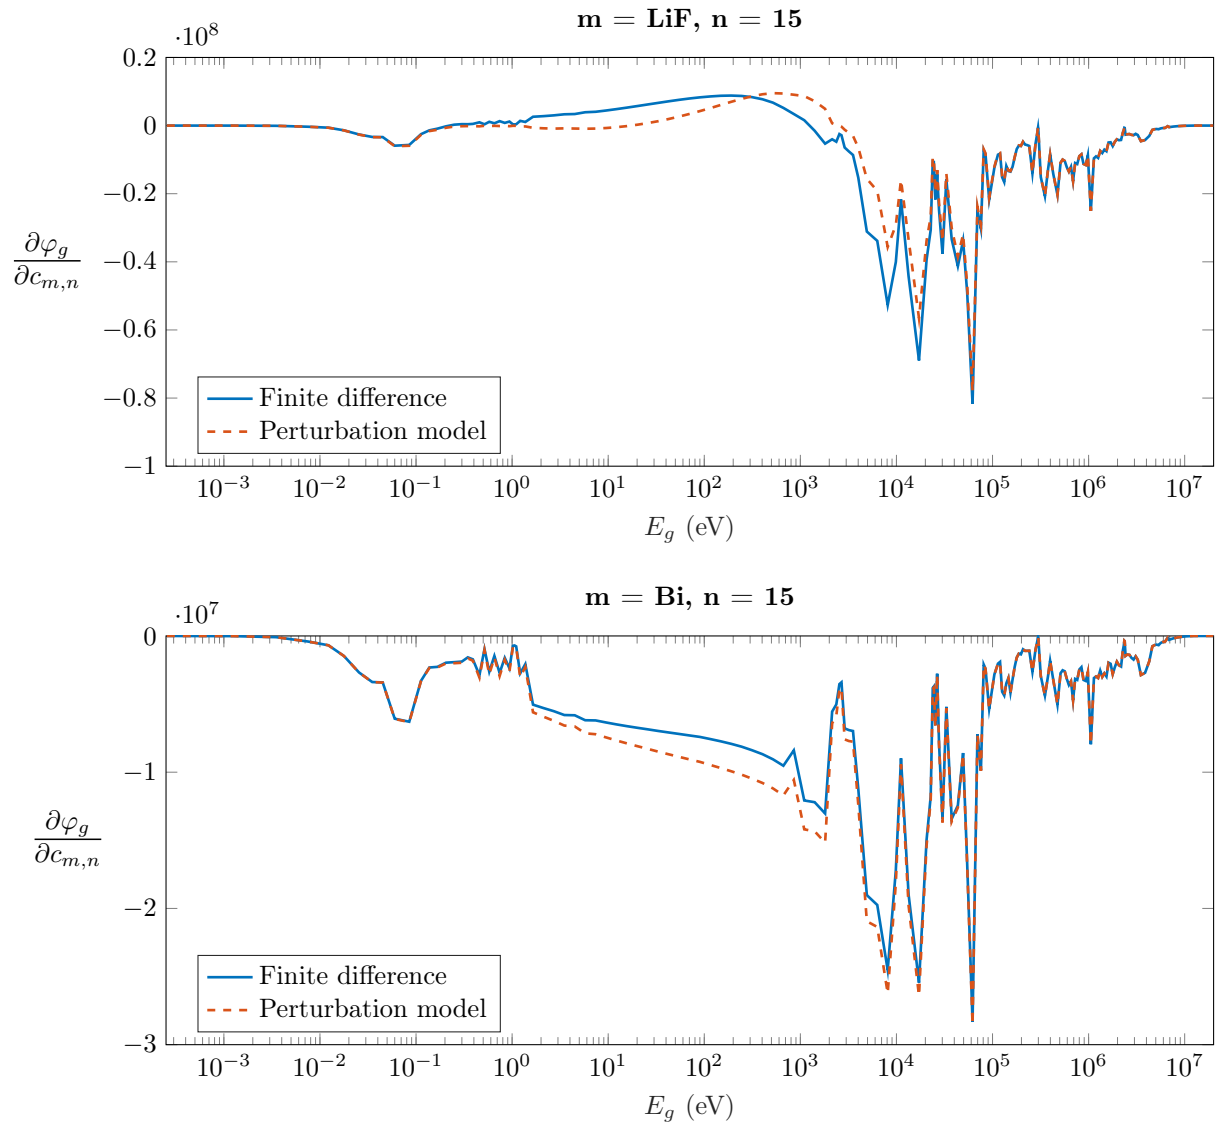 m = LiF, n = 15
·10^8
0.2
0
−0.2
−0.4
−0.6
−0.8
−1
∂φ_g
∂c_{m,n}
Finite difference
Perturbation model
10^{−3} 10^{−2} 10^{−1} 10^0 10^1 10^2 10^3 10^4 10^5 10^6 10^7
E_g (eV)
m = Bi, n = 15
·10^7
0
−1
−2
−3
∂φ_g
∂c_{m,n}
Finite difference
Perturbation model
10^{−3} 10^{−2} 10^{−1} 10^0 10^1 10^2 10^3 10^4 10^5 10^6 10^7
E_g (eV)